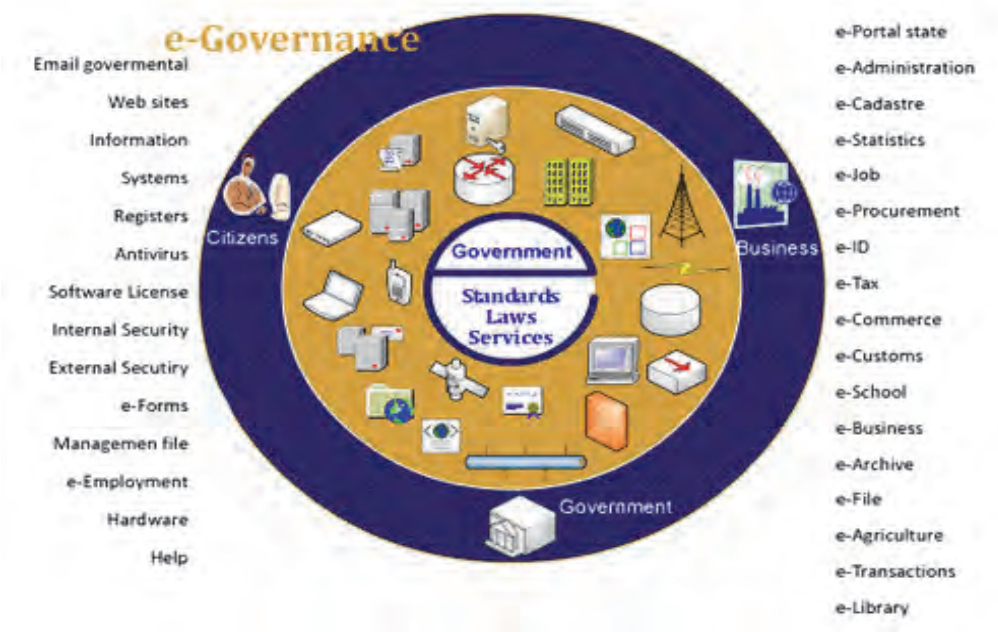 e-Governance
Email govermental
Web sites
Information
Systems
Registers
Antivirus
Software License
Internal Security
External Secutiry
e-Forms
Managemen file
e-Employment
Hardware
Help
Citizens
Government
Standards
Laws
Services
Business
Government
e-Portal state
e-Administration
e-Cadastre
e-Statistics
e-Job
e-Procurement
e-ID
e-Tax
e-Commerce
e-Customs
e-School
e-Business
e-Archive
e-File
e-Agriculture
e-Transactions
e-Library